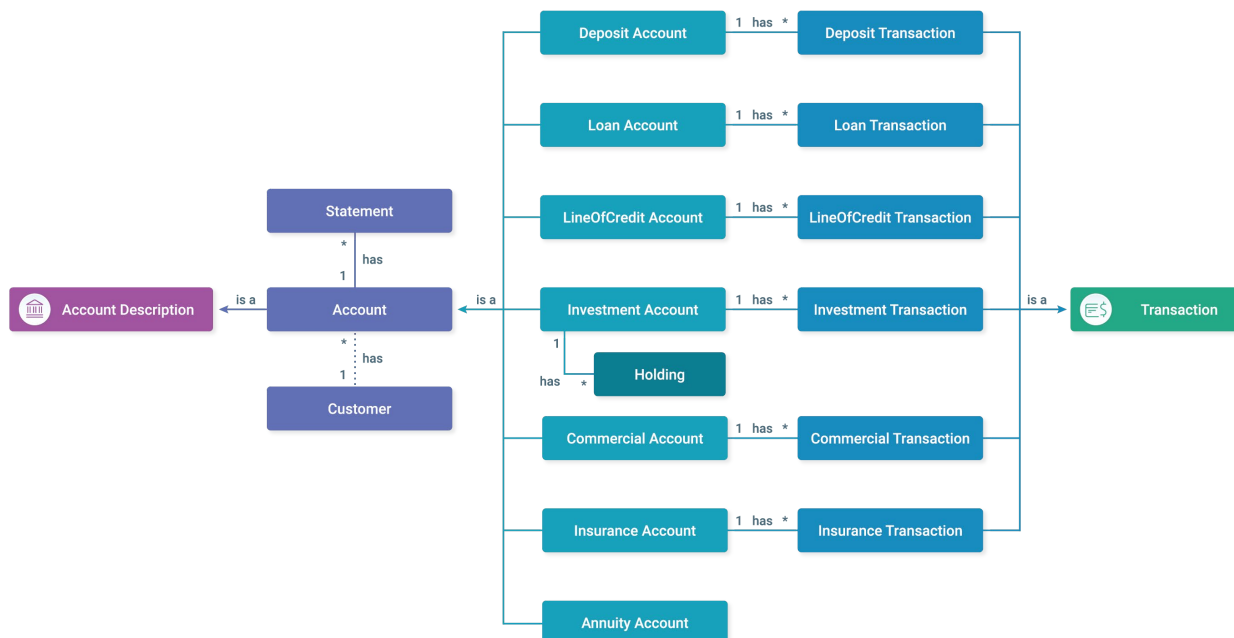 Deposit Account
1 has *
Deposit Transaction
Loan Account
1 has *
Loan Transaction
Statement
*
has
1
LineOfCredit Account
1 has *
LineOfCredit Transaction
Account Description
is a
Account
is a
Investment Account
1 has *
Investment Transaction
is a
Transaction
*
has
1
1
has
*
Holding
Customer
Commercial Account
1 has *
Commercial Transaction
Insurance Account
1 has *
Insurance Transaction
Annuity Account